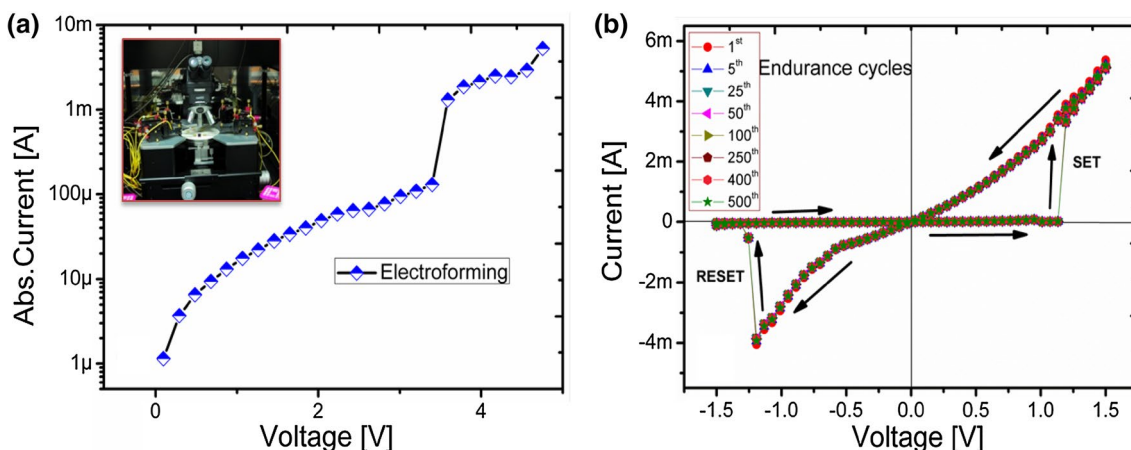 (a)
10m
1m
100µ
10µ
1µ
Abs.Current [A]
Electroforming
0
2
4
Voltage [V]
(b)
6m
4m
2m
0
-2m
-4m
Current [A]
1st
5th
25th
50th
100th
250th
400th
500th
Endurance cycles
SET
RESET
-1.5
-1.0
-0.5
0.0
0.5
1.0
1.5
Voltage [V]